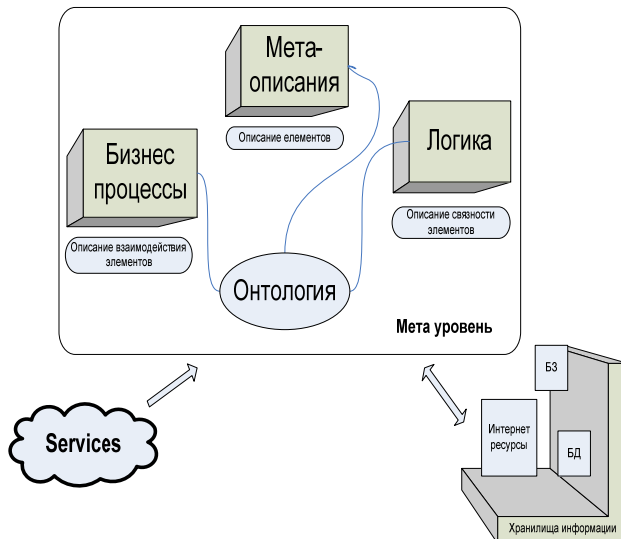 Мета-
описания
Описание елементов
Бизнес
процессы
Описание взаимодействия
элементов
Логика
Описание связности
элементов
Онтология
Мета уровень
Services
БЗ
Интернет
ресурсы
БД
Хранилища информации